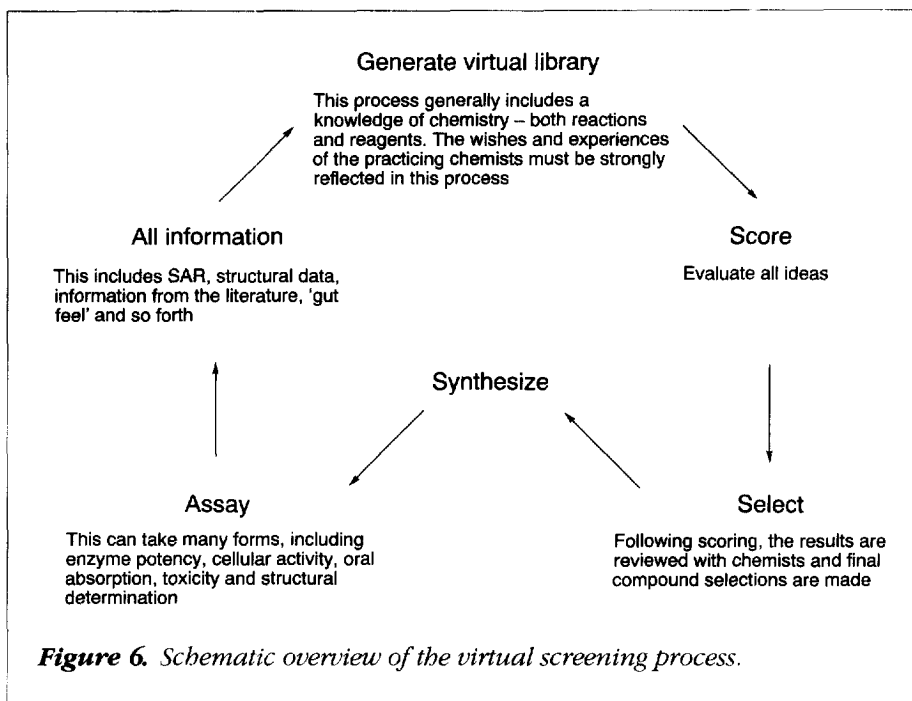 Generate virtual library
This process generally includes a
knowledge of chemistry – both reactions
and reagents. The wishes and experiences
of the practicing chemists must be strongly
reflected in this process
All information
This includes SAR, structural data,
information from the literature, ‘gut
feel’ and so forth
Score
Evaluate all ideas
Synthesize
Assay
This can take many forms, including
enzyme potency, cellular activity, oral
absorption, toxicity and structural
determination
Select
Following scoring, the results are
reviewed with chemists and final
compound selections are made
Figure 6. Schematic overview of the virtual screening process.